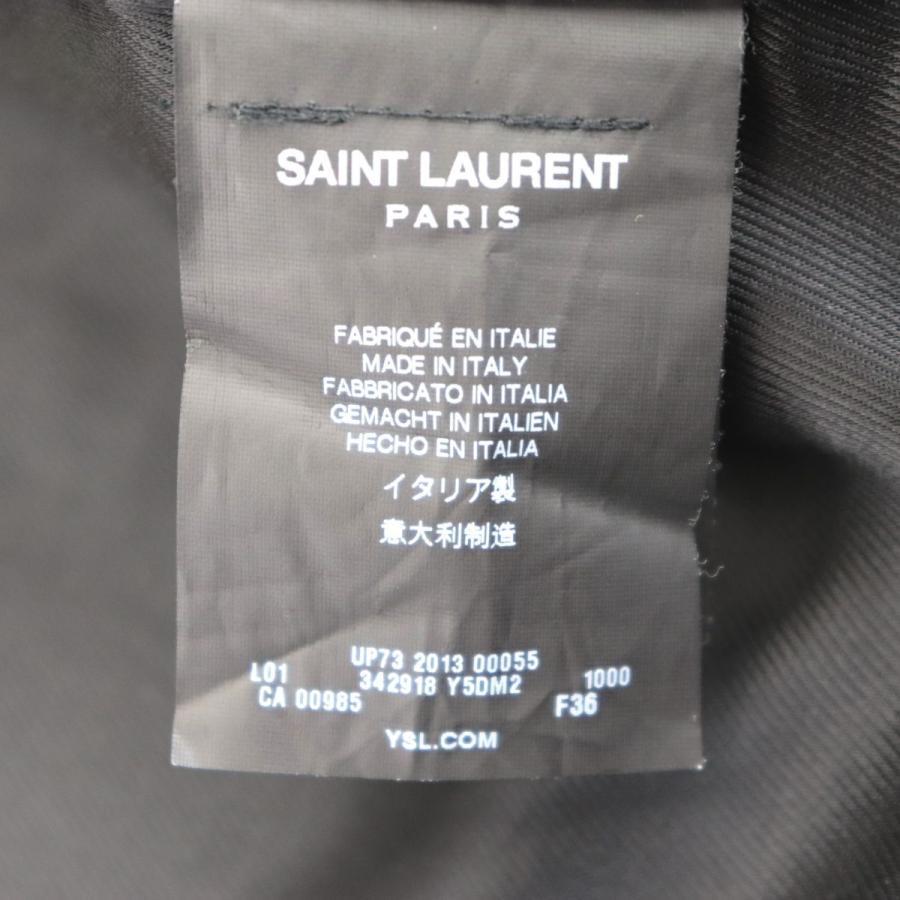 SAINT LAURENT
PARIS
FABRIQUÉ EN ITALIE
MADE IN ITALY
FABBRICATO IN ITALIA
GEMACHT IN ITALIEN
HECHO EN ITALIA
イタリア製
意大利制造
UP73 2013 00055
L01 342918 Y5DM2 1000
CA 00985 F36
YSL.COM